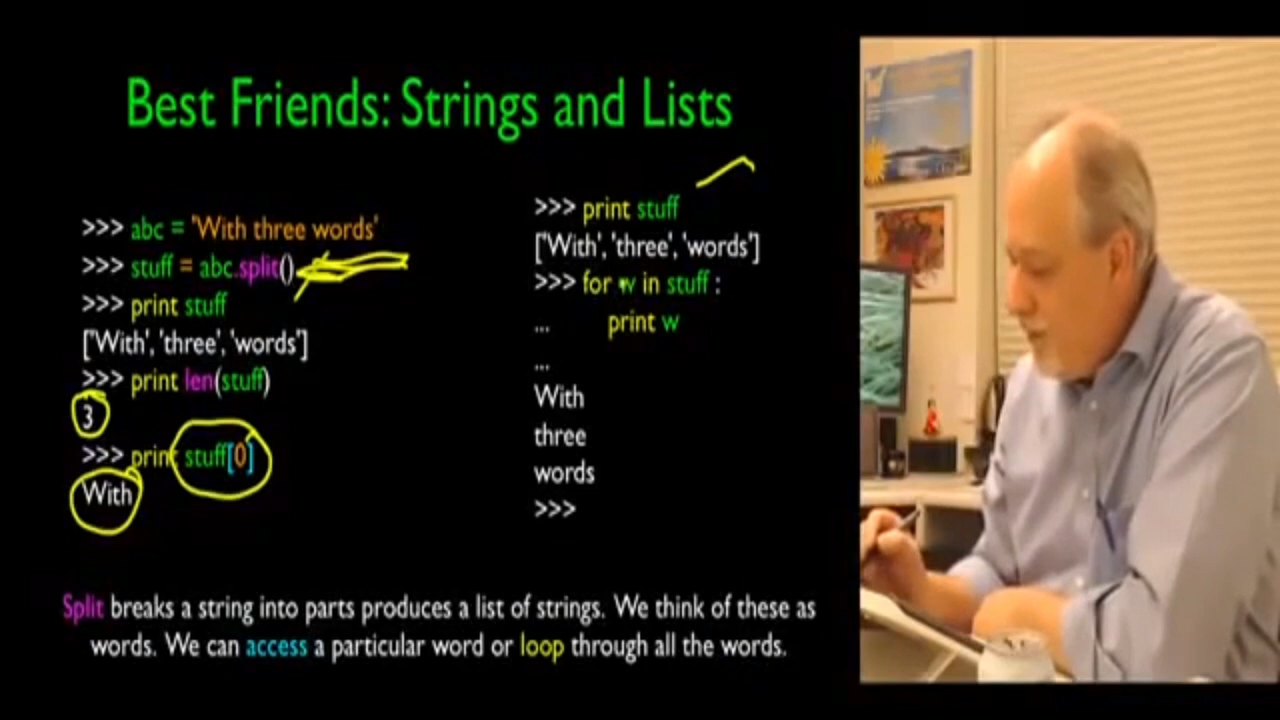 Best Friends: Strings and Lists
>>> abc = 'With three words'
>>> stuff = abc.split()
>>> print stuff
['With', 'three', 'words']
>>> print len(stuff)
3
>>> print stuff[0]
With
>>> print stuff
['With', 'three', 'words']
>>> for w in stuff :
... print w
...
With
three
words
>>>
Split breaks a string into parts produces a list of strings. We think of these as
words. We can access a particular word or loop through all the words.